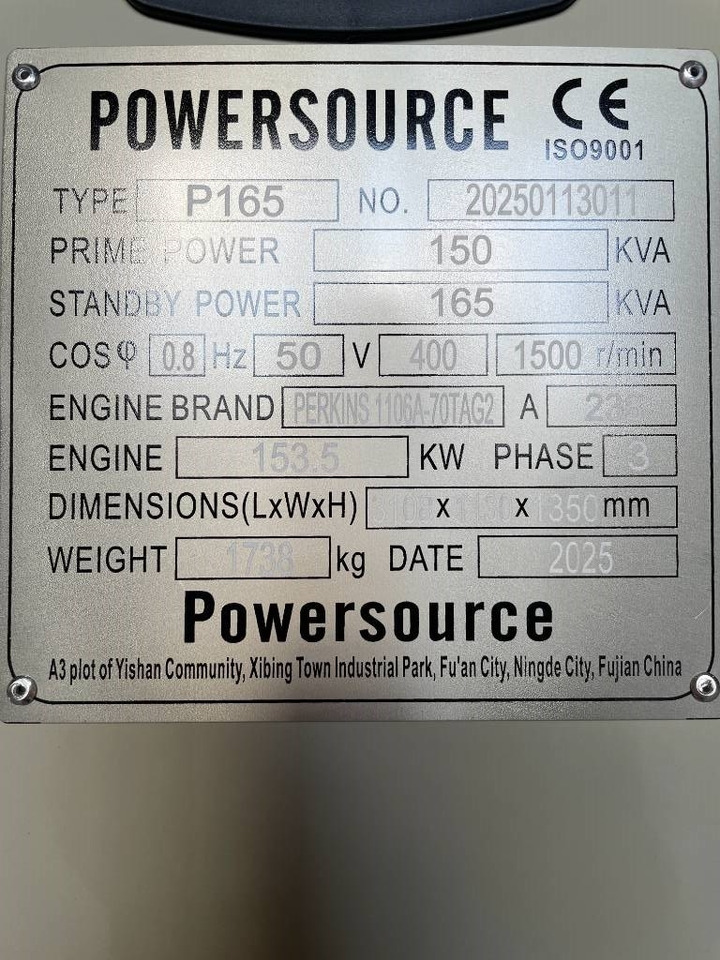 POWERSOURCE CE
ISO9001
TYPE P165 NO. 20250113011
PRIME POWER 150 KVA
STANDBY POWER 165 KVA
COSφ 0.8 Hz 50 V 400 1500 r/min
ENGINE BRAND PERKINS 1106A-70TAG2 A
ENGINE 153.5 KW PHASE 3
DIMENSIONS(LxWxH) x x 1350 mm
WEIGHT 1738 kg DATE 2025
Powersource
A3 plot of Yishan Community, Xibing Town Industrial Park, Fu'an City, Ningde City, Fujian China